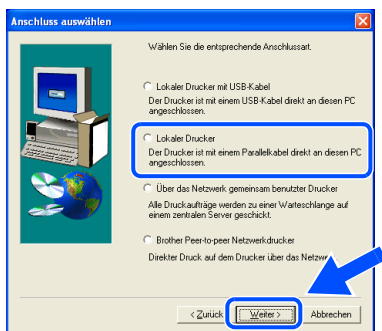 Anschluss auswählen
Wählen Sie die entsprechende Anschlussart.
Lokaler Drucker mit USB-Kabel
Der Drucker ist mit einem USB-Kabel direkt an diesen PC
angeschlossen.
Lokaler Drucker
Der Drucker ist mit einem Parallelkabel direkt an diesen PC
angeschlossen.
Über das Netzwerk gemeinsam benutzter Drucker
Alle Druckaufträge werden zu einer Warteschlange auf
einem zentralen Server geschickt.
Brother Peer-to-peer Netzwerkdrucker
Direkter Druck auf dem Drucker über das
< Zurück Weiter > Abbrechen